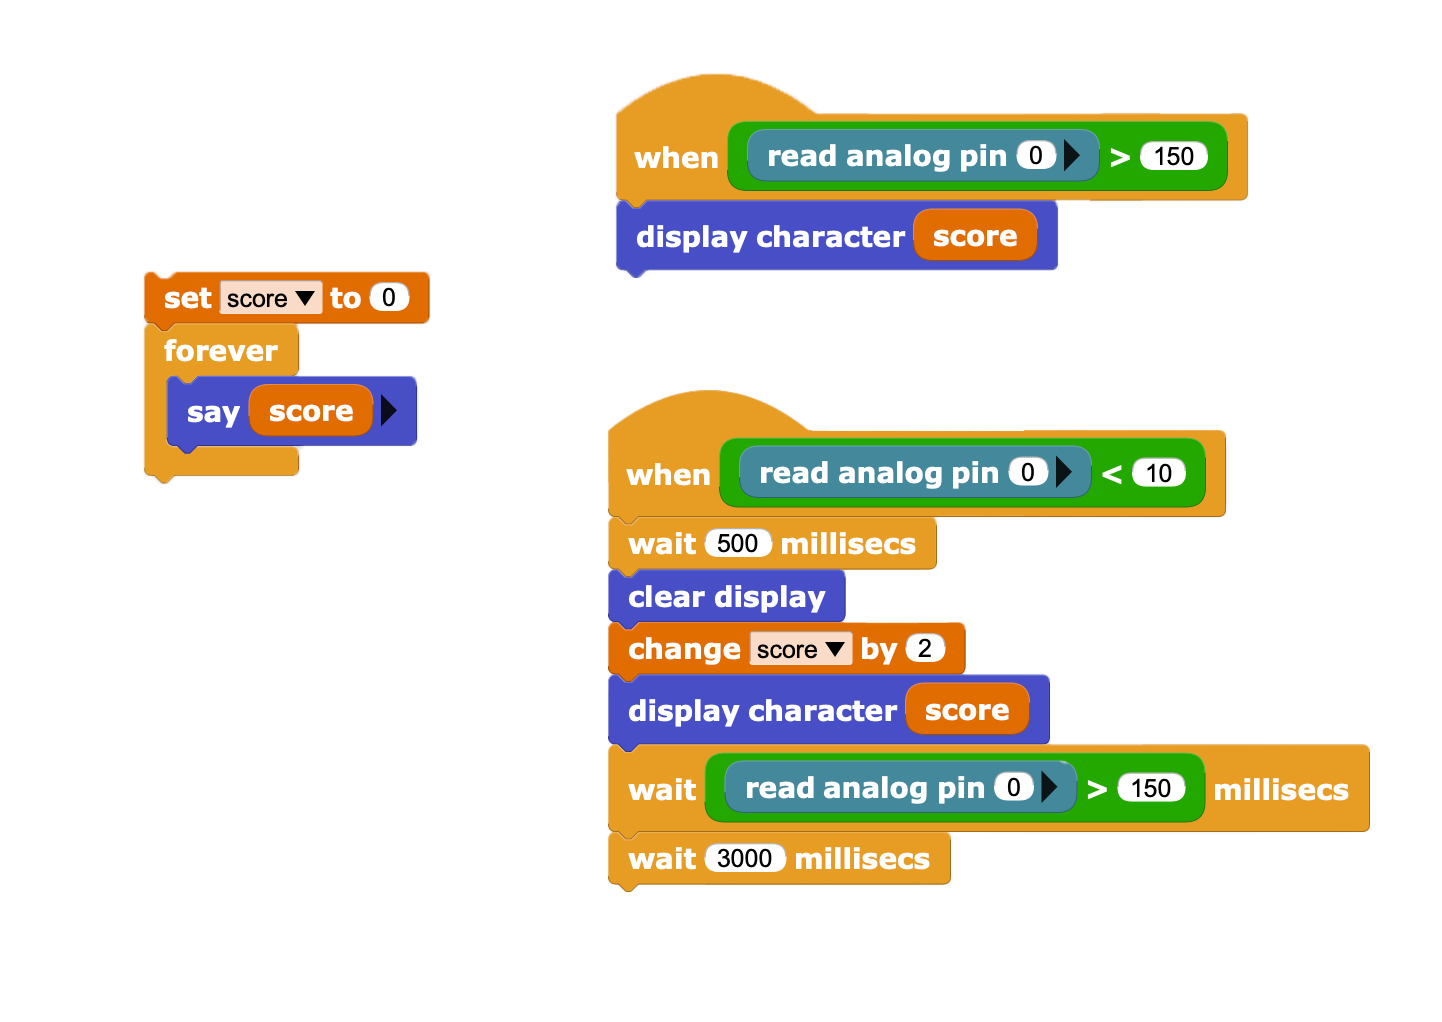 set score ▼ to 0
forever
say score
when read analog pin 0 > 150
display character score
when read analog pin 0 < 10
wait 500 millisecs
clear display
change score ▼ by 2
display character score
wait read analog pin 0 > 150 millisecs
wait 3000 millisecs